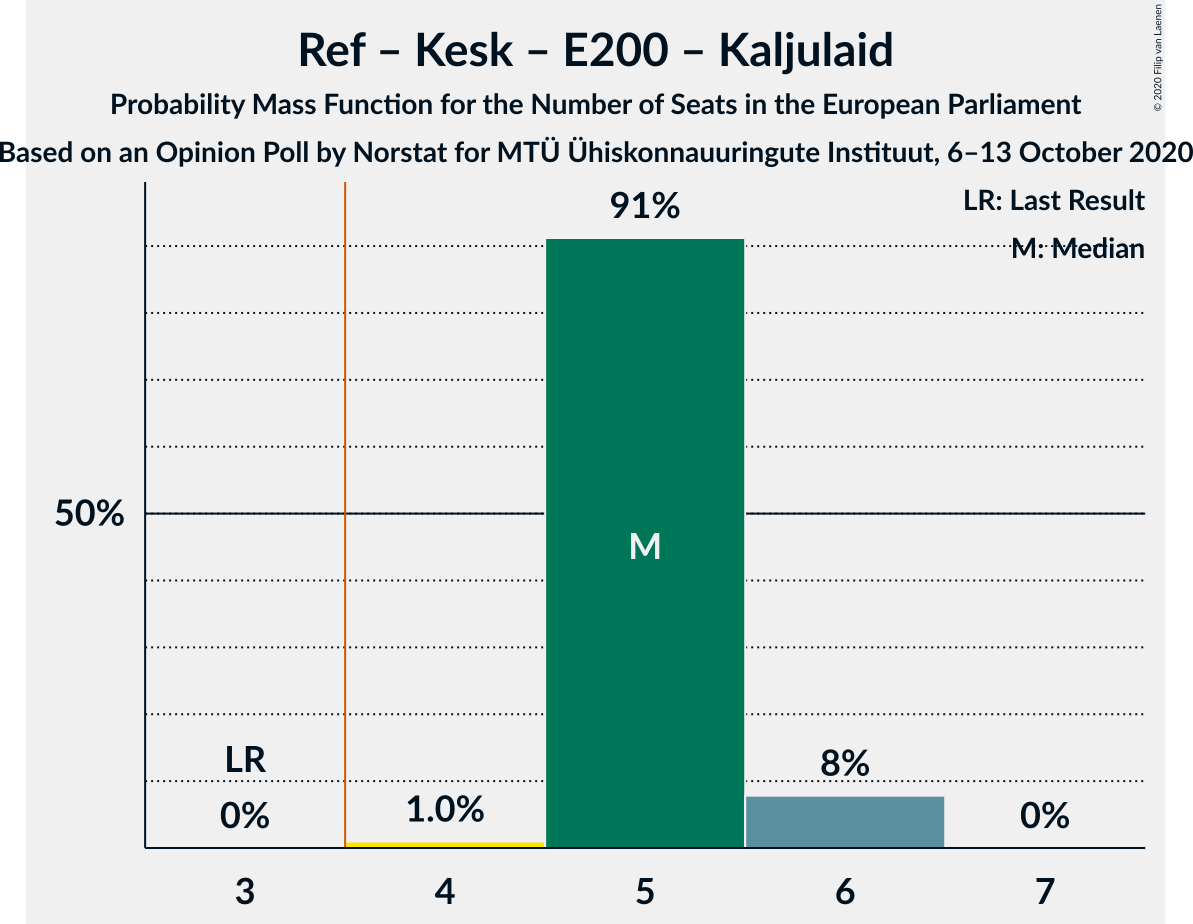 Ref – Kesk – E200 – Kaljulaid
Probability Mass Function for the Number of Seats in the European Parliament
Based on an Opinion Poll by Norstat for MTÜ Ühiskonnauuringute Instituut, 6–13 October 2020
© 2020 Filip van Laenen
LR: Last Result
M: Median
91%
50%
M
LR
0%
1.0%
8%
0%
3 4 5 6 7